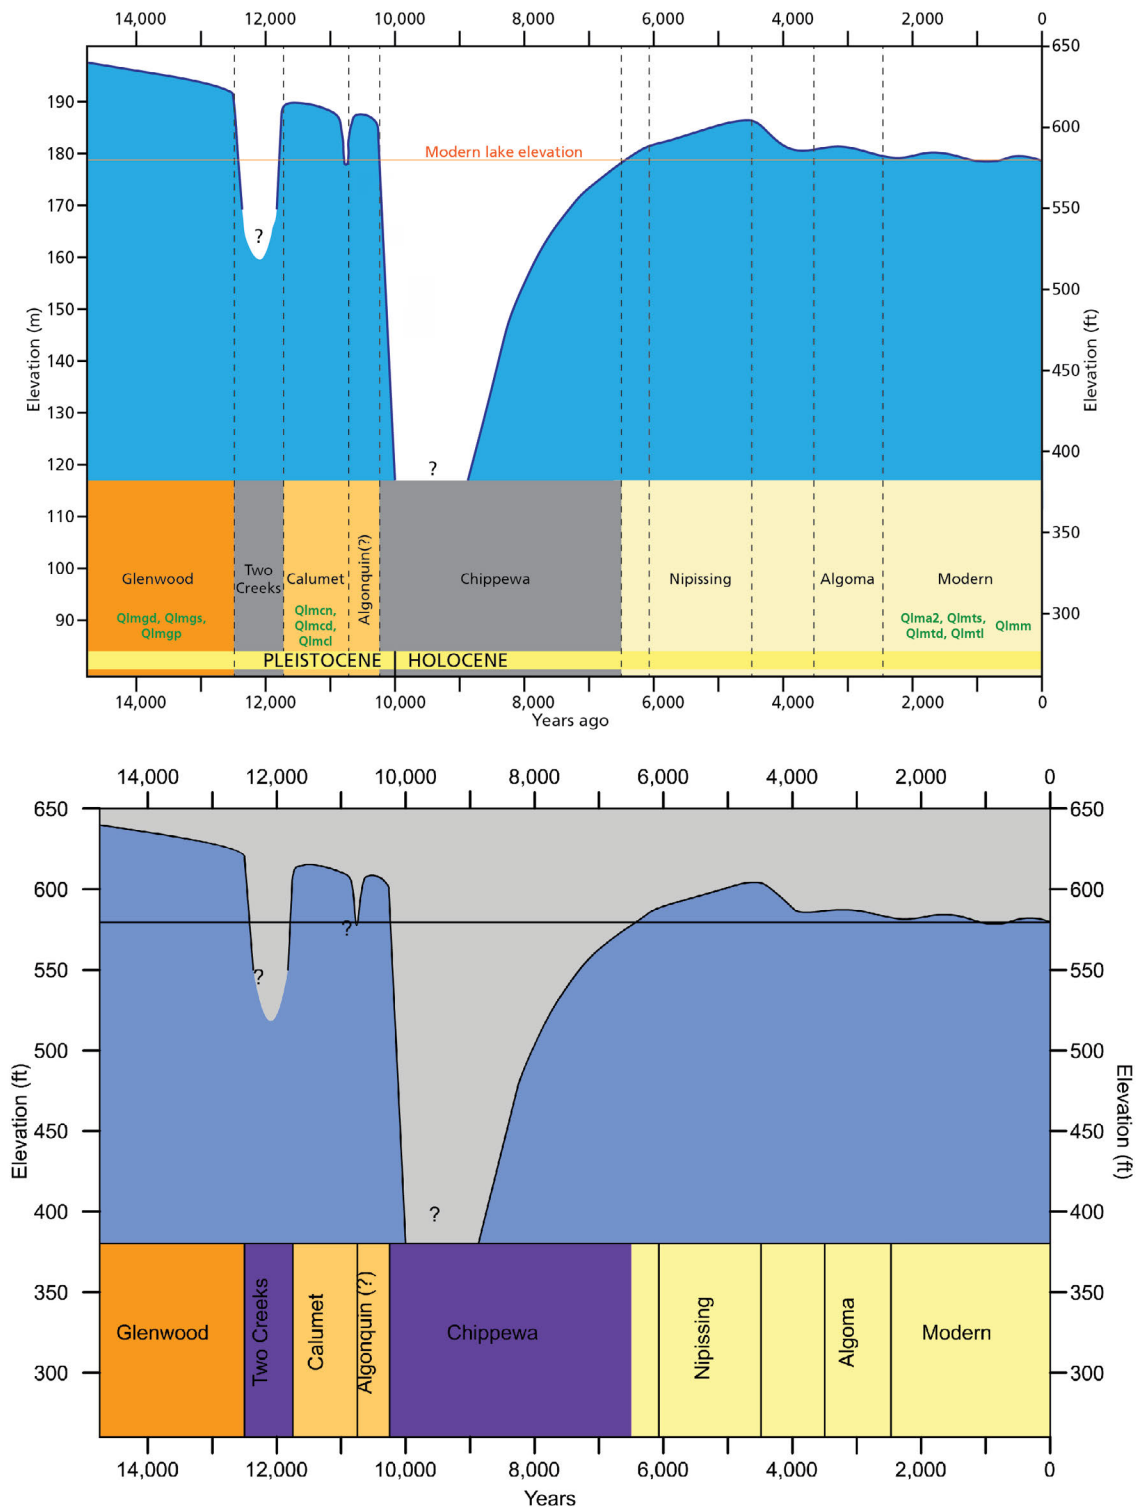 14,000 12,000 10,000 8,000 6,000 4,000 2,000 0
650
190
600
Modern lake elevation
180
170
550
?
160
500
150
Elevation (m)
Elevation (ft)
140
450
130
?
400
120
110
350
Two
Creeks
100
Glenwood
Calumet
Algonquin(?)
Chippewa
Nipissing
Algoma
Modern
Qlmgd, Qlmgs,
Qlmgp
Qlmcn,
Qlmcd,
Qlmcl
Qlma2, Qlmts,
Qlmtd, Qlmtl
Qlmm
90
300
PLEISTOCENE HOLOCENE
14,000 12,000 10,000 8,000 6,000 4,000 2,000 0
Years ago
14,000 12,000 10,000 8,000 6,000 4,000 2,000 0
650 650
600 600
?
?
550 550
500 500
Elevation (ft)
Elevation (ft)
450 450
400 ? 400
350 350
Glenwood
Two Creeks
Calumet
Algonquin (?)
Chippewa
Nipissing
Algoma
Modern
300 300
14,000 12,000 10,000 8,000 6,000 4,000 2,000 0
Years